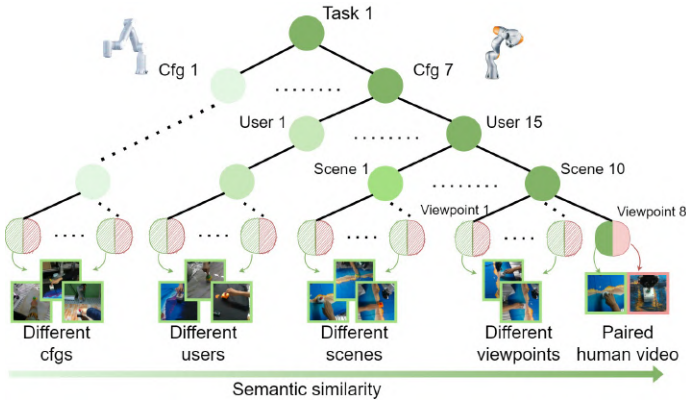 Task 1
Cfg 1
Cfg 7
User 1
User 15
Scene 1
Scene 10
Viewpoint 1
Viewpoint 8
Different
cfgs
Different
users
Different
scenes
Different
viewpoints
Paired
human video
Semantic similarity